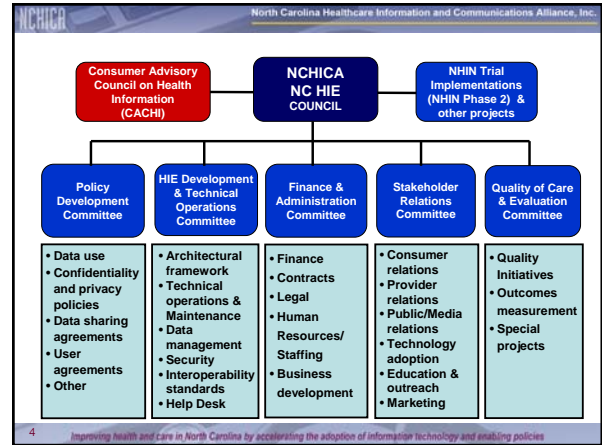 NCHICA
North Carolina Healthcare Information and Communications Alliance, Inc.
Consumer Advisory
Council on Health
Information
(CACHI)
NCHICA
NC HIE
COUNCIL
NHIN Trial
Implementations
(NHIN Phase 2) &
other projects
Policy
Development
Committee
HIE Development
& Technical
Operations
Committee
Finance &
Administration
Committee
Stakeholder
Relations
Committee
Quality of Care
& Evaluation
Committee
• Data use
• Confidentiality
and privacy
policies
• Data sharing
agreements
• User
agreements
• Other
• Architectural
framework
• Technical
operations &
Maintenance
• Data
management
• Security
• Interoperability
standards
• Help Desk
• Finance
• Contracts
• Legal
• Human
Resources/
Staffing
• Business
development
• Consumer
relations
• Provider
relations
• Public/Media
relations
• Technology
adoption
• Education &
outreach
• Marketing
• Quality
Initiatives
• Outcomes
measurement
• Special
projects
4
Improving health and care in North Carolina by accelerating the adoption of information technology and enabling policies